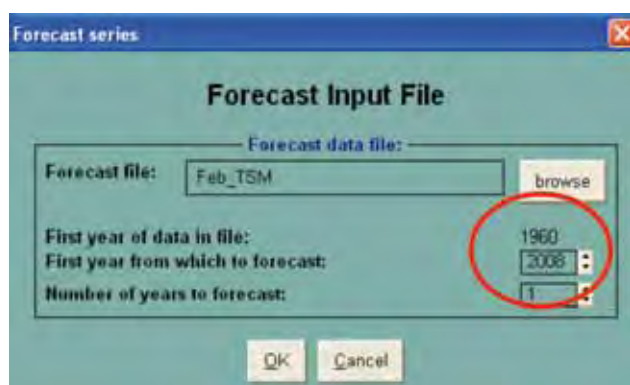 Forecast series
Forecast Input File
Forecast data file:
Forecast file: Feb_TSM browse
First year of data in file: 1960
First year from which to forecast: 2008
Number of years to forecast: 1
OK Cancel